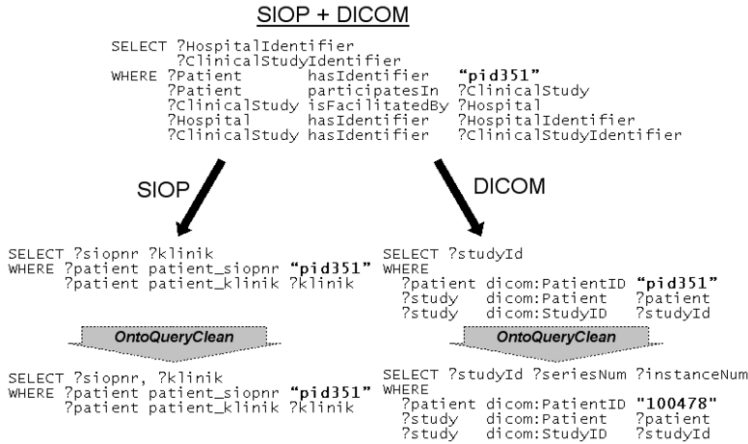 SIOP + DICOM
SELECT ?HospitalIdentifier
?ClinicalStudyIdentifier
WHERE ?Patient hasIdentifier “pid351”
?Patient participatesIn ?ClinicalStudy
?ClinicalStudy isFacilitatedBy ?Hospital
?Hospital hasIdentifier ?HospitalIdentifier
?ClinicalStudy hasIdentifier ?ClinicalStudyIdentifier
SIOP
DICOM
SELECT ?siopnr ?klinik
WHERE ?patient patient_siopnr “pid351”
?patient patient_klinik ?klinik
SELECT ?studyId
WHERE
?patient dicom:PatientID “pid351”
?study dicom:Patient ?patient
?study dicom:StudyID ?studyId
OntoQueryClean
OntoQueryClean
SELECT ?siopnr, ?klinik
WHERE ?patient patient_siopnr “pid351”
?patient patient_klinik ?klinik
SELECT ?studyId ?seriesNum ?instanceNum
WHERE
?patient dicom:PatientID "100478"
?study dicom:Patient ?patient
?study dicom:StudyID ?studyId